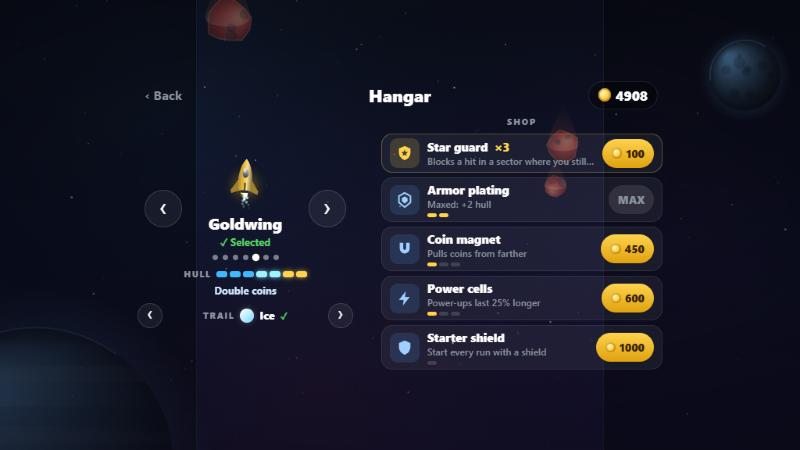 ‹ Back
Hangar
4908
SHOP
Star guard ×3
Blocks a hit in a sector where you still...
100
Armor plating
Maxed: +2 hull
MAX
Coin magnet
Pulls coins from farther
450
Power cells
Power-ups last 25% longer
600
Starter shield
Start every run with a shield
1000
Goldwing
✓ Selected
HULL
Double coins
TRAIL Ice ✓